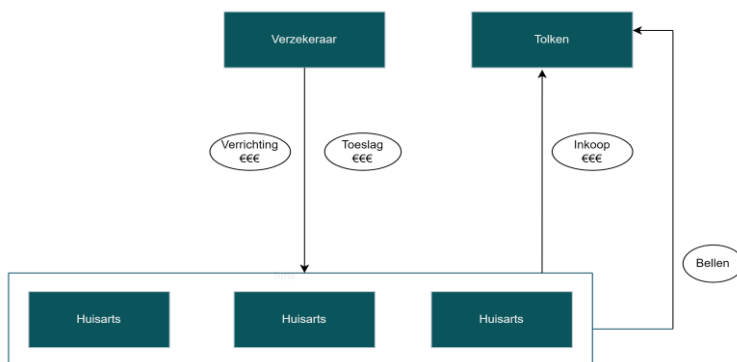 Verzekeraar
Tolken
Verrichting
€€€
Toeslag
€€€
Inkoop
€€€
Bellen
Huisarts
Huisarts
Huisarts